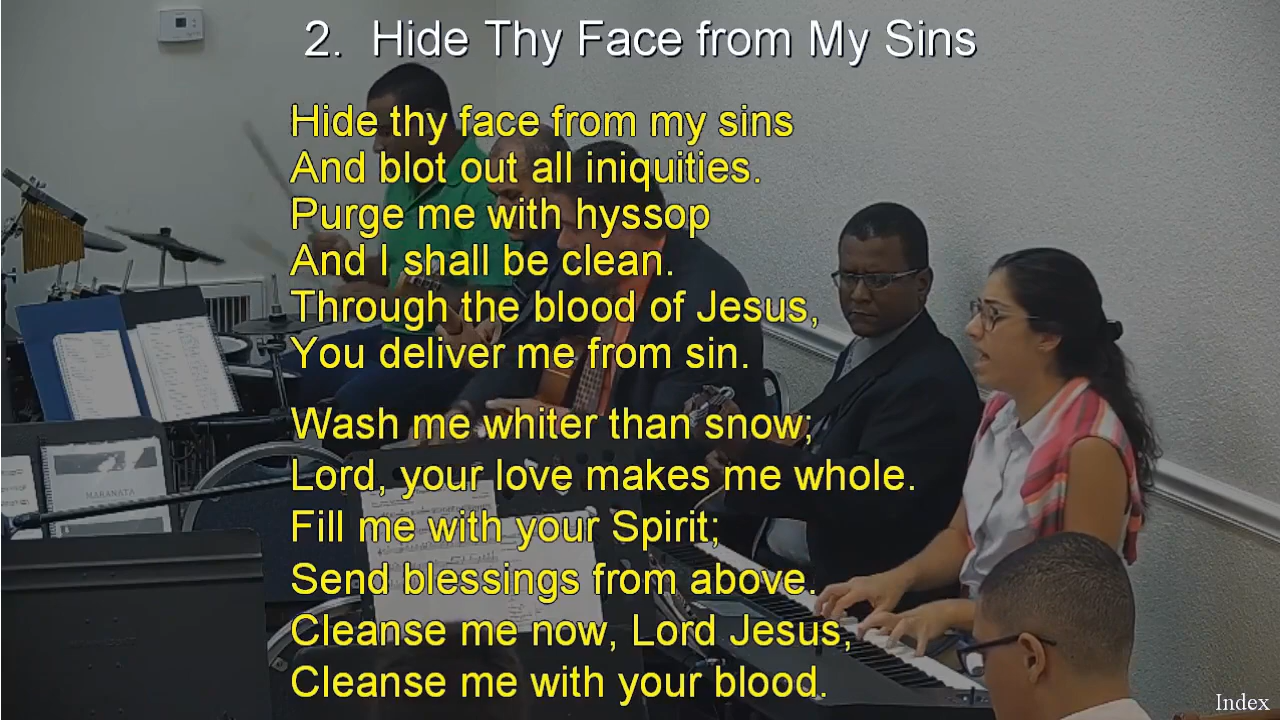 2. Hide Thy Face from My Sins
Hide thy face from my sins
And blot out all iniquities.
Purge me with hyssop
And I shall be clean.
Through the blood of Jesus,
You deliver me from sin.
Wash me whiter than snow;
Lord, your love makes me whole.
Fill me with your Spirit;
Send blessings from above.
Cleanse me now, Lord Jesus,
Cleanse me with your blood.
MARANATA
Index